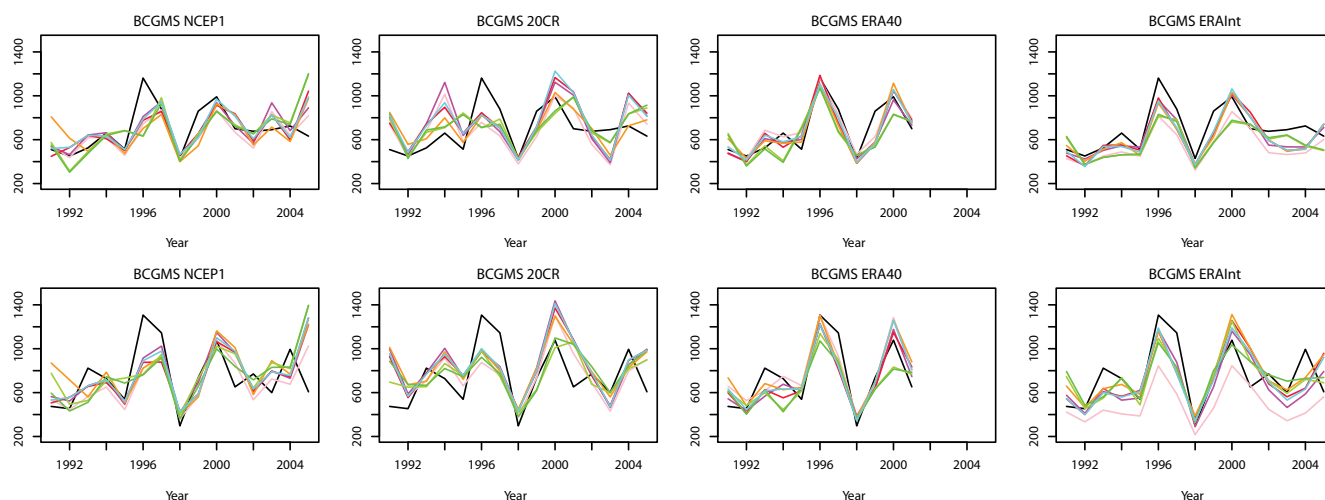 BCGMS NCEP1
200 600 1000 1400
1992 1996 2000 2004
Year
BCGMS 20CR
200 600 1000 1400
1992 1996 2000 2004
Year
BCGMS ERA40
200 600 1000 1400
1992 1996 2000 2004
Year
BCGMS ERAInt
200 600 1000 1400
1992 1996 2000 2004
Year
BCGMS NCEP1
200 600 1000 1400
1992 1996 2000 2004
Year
BCGMS 20CR
200 600 1000 1400
1992 1996 2000 2004
Year
BCGMS ERA40
200 600 1000 1400
1992 1996 2000 2004
Year
BCGMS ERAInt
200 600 1000 1400
1992 1996 2000 2004
Year